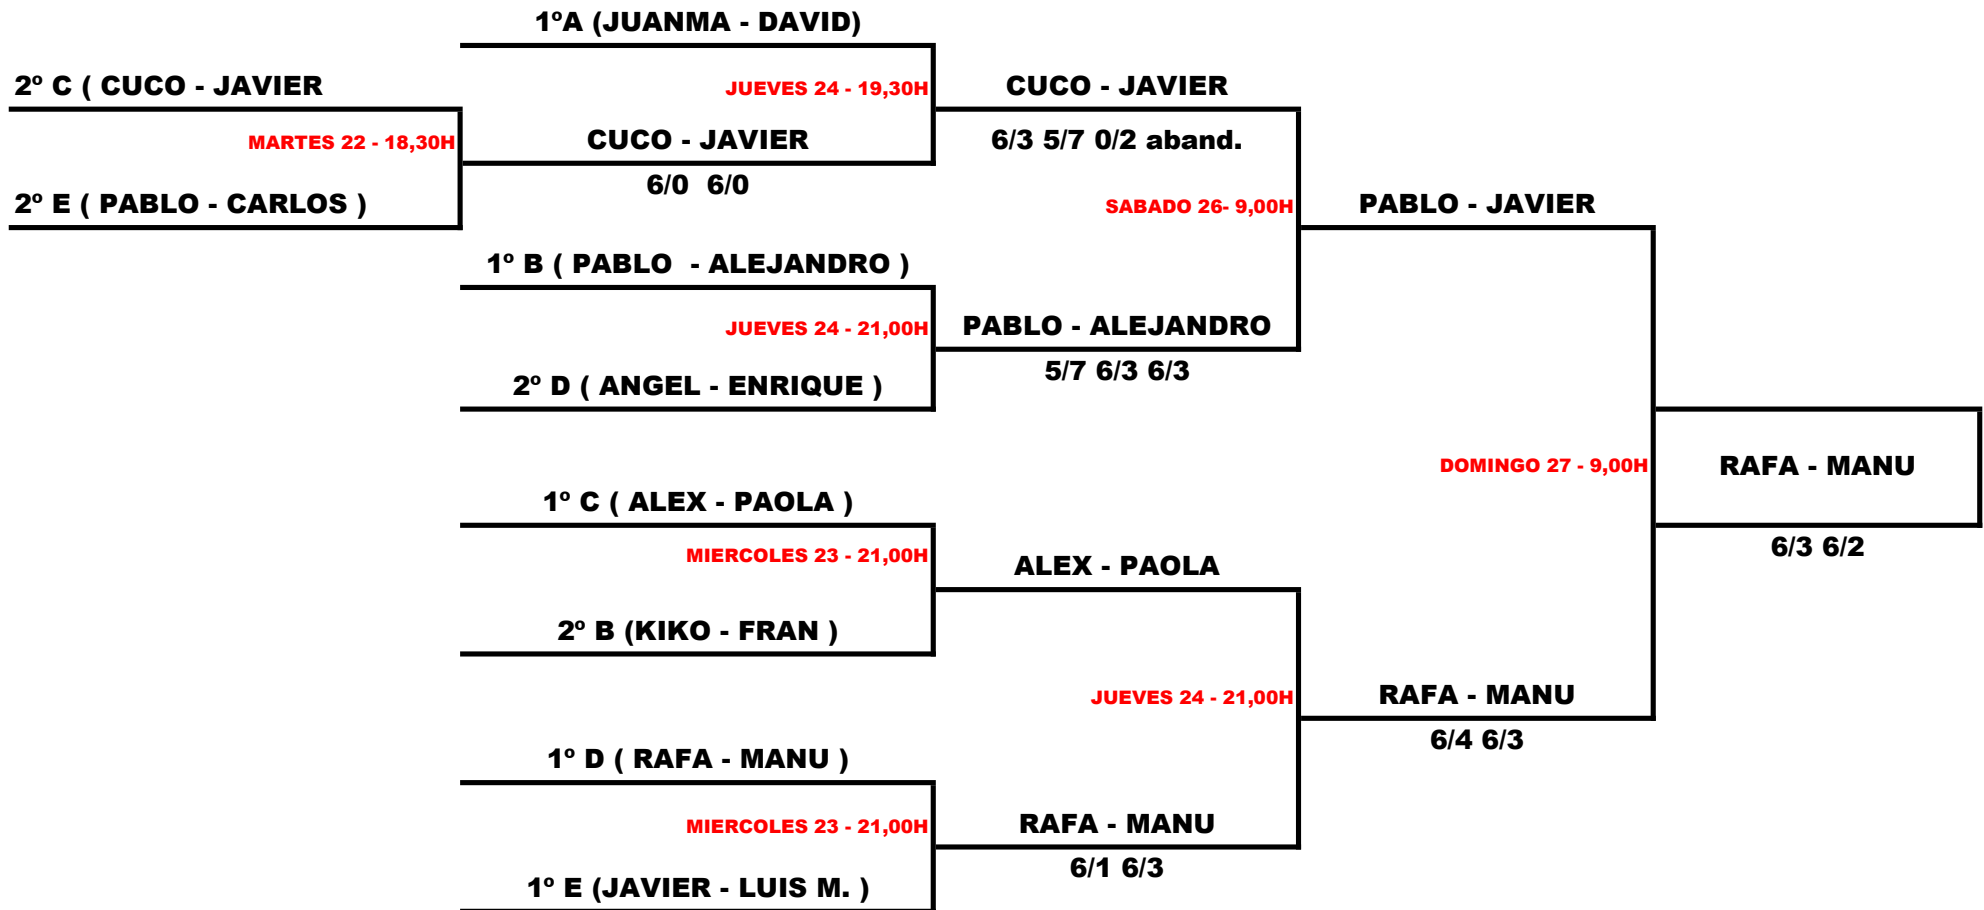 1ºA (JUANMA - DAVID)
2º C ( CUCO - JAVIER
JUEVES 24 - 19,30H
CUCO - JAVIER
MARTES 22 - 18,30H
CUCO - JAVIER
6/3 5/7 0/2 aband.
6/0 6/0
2º E ( PABLO - CARLOS )
SABADO 26- 9,00H
PABLO - JAVIER
1º B ( PABLO - ALEJANDRO )
JUEVES 24 - 21,00H
PABLO - ALEJANDRO
5/7 6/3 6/3
2º D ( ANGEL - ENRIQUE )
DOMINGO 27 - 9,00H
RAFA - MANU
6/3 6/2
1º C ( ALEX - PAOLA )
MIERCOLES 23 - 21,00H
ALEX - PAOLA
2º B (KIKO - FRAN )
JUEVES 24 - 21,00H
RAFA - MANU
6/4 6/3
1º D ( RAFA - MANU )
MIERCOLES 23 - 21,00H
RAFA - MANU
6/1 6/3
1º E (JAVIER - LUIS M. )